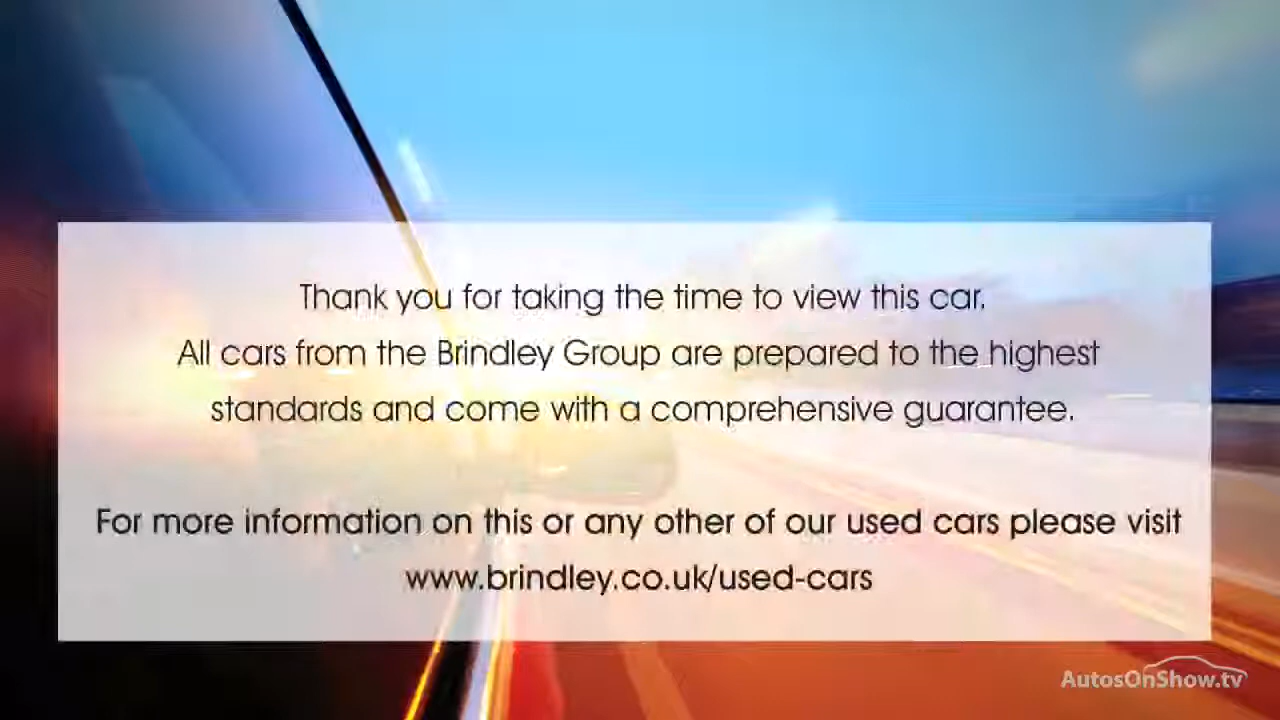 Thank you for taking the time to view this car.
All cars from the Brindley Group are prepared to the highest
standards and come with a comprehensive guarantee.
For more information on this or any other of our used cars please visit
www.brindley.co.uk/used-cars
AutosOnShow.tv